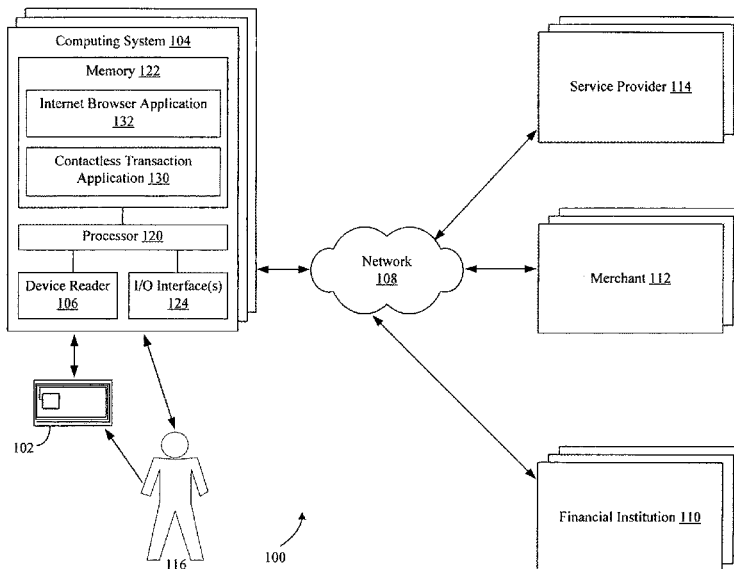 Computing System 104
Memory 122
Internet Browser Application
132
Contactless Transaction
Application 130
Processor 120
Device Reader
106
I/O Interface(s)
124
102
116
100
Network
108
Service Provider 114
Merchant 112
Financial Institution 110